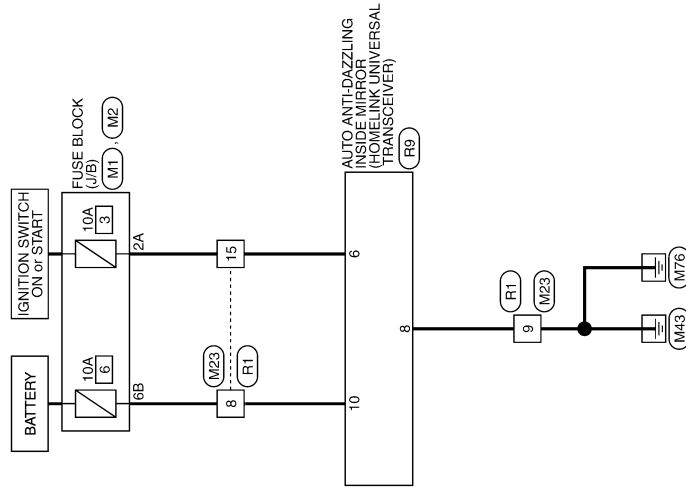 BATTERY
IGNITION SWITCH
ON or START
FUSE BLOCK
(J/B)
M1 , M2
10A
6
10A
3
6B
2A
M23
8
15
R1
10
6
AUTO ANTI-DAZZLING
INSIDE MIRROR
(HOMELINK UNIVERSAL
TRANSCEIVER)
R9
8
R1
9
M23
M43
M76